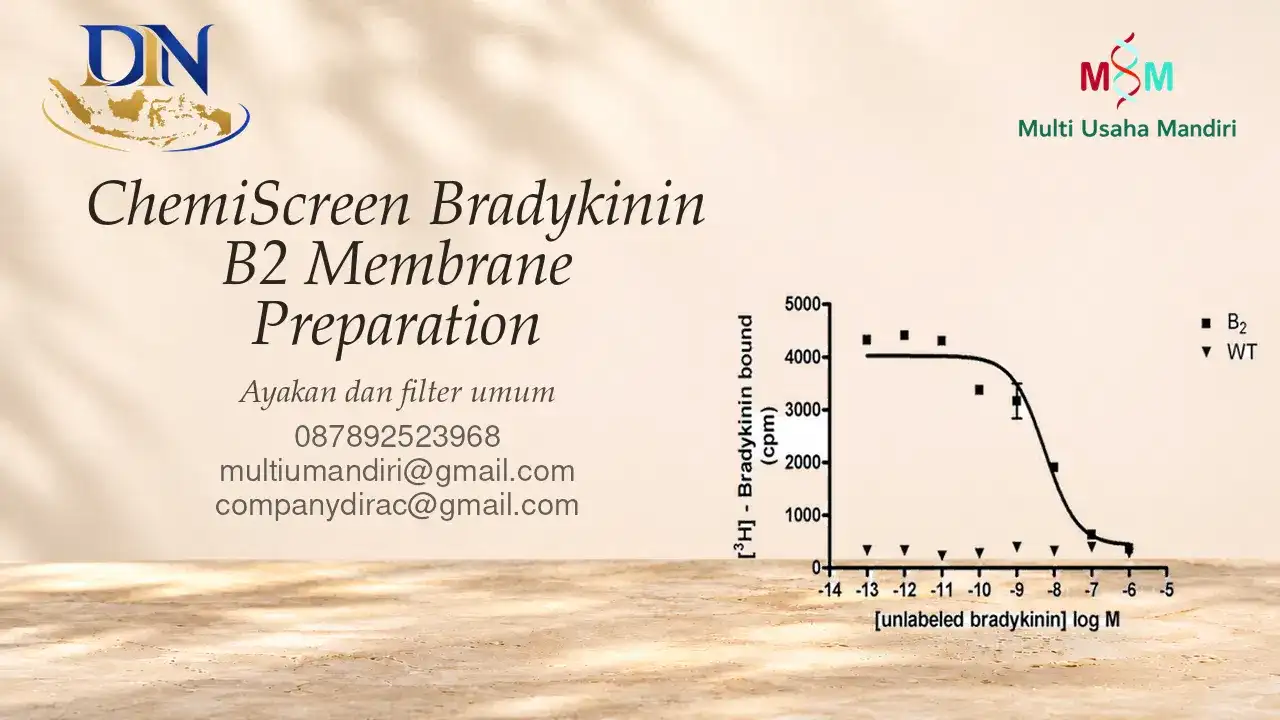 DIN
M M
Multi Usaha Mandiri
ChemiScreen Bradykinin
B2 Membrane
Preparation
Ayakan dan filter umum
087892523968
multiumandiri@gmail.com
companydirac@gmail.com
[³H] - Bradykinin bound
(cpm)
5000
4000
3000
2000
1000
0
-14 -13 -12 -11 -10 -9 -8 -7 -6 -5
[unlabeled bradykinin] log M
B₂
WT